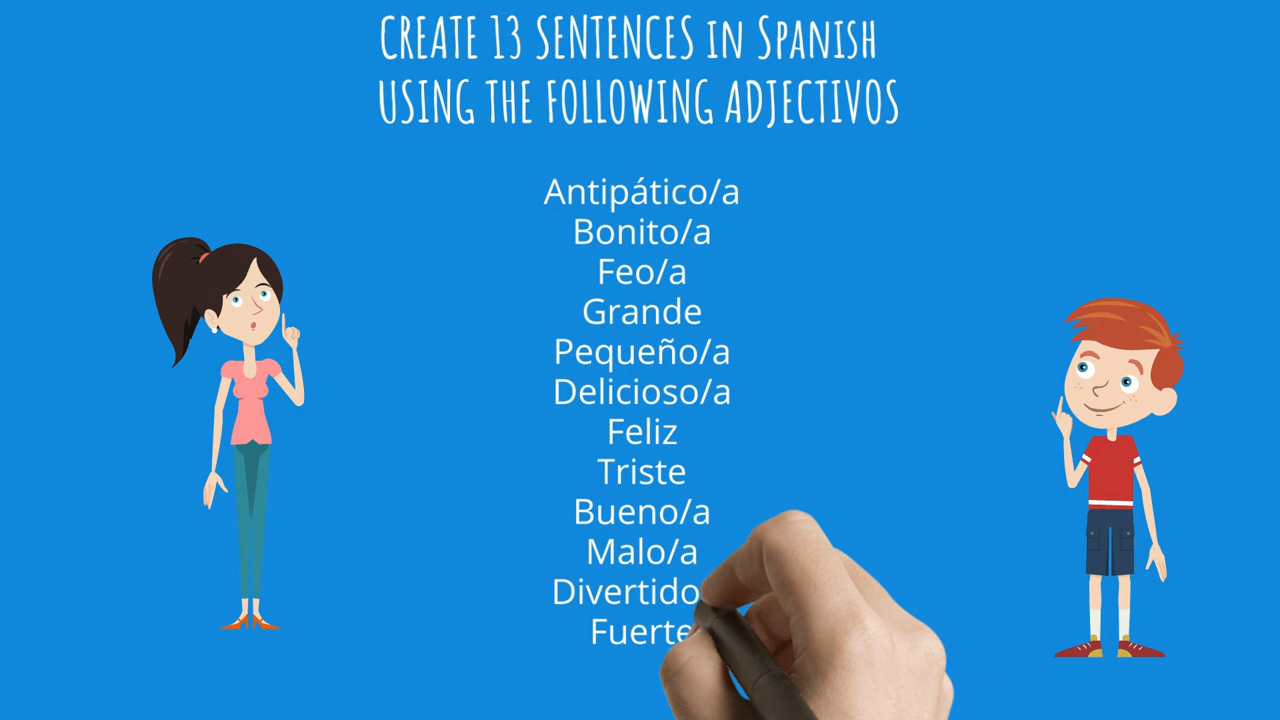 CREATE 13 SENTENCES IN SPANISH
USING THE FOLLOWING ADJECTIVOS
Antipático/a
Bonito/a
Feo/a
Grande
Pequeño/a
Delicioso/a
Feliz
Triste
Bueno/a
Malo/a
Divertido
Fuerte